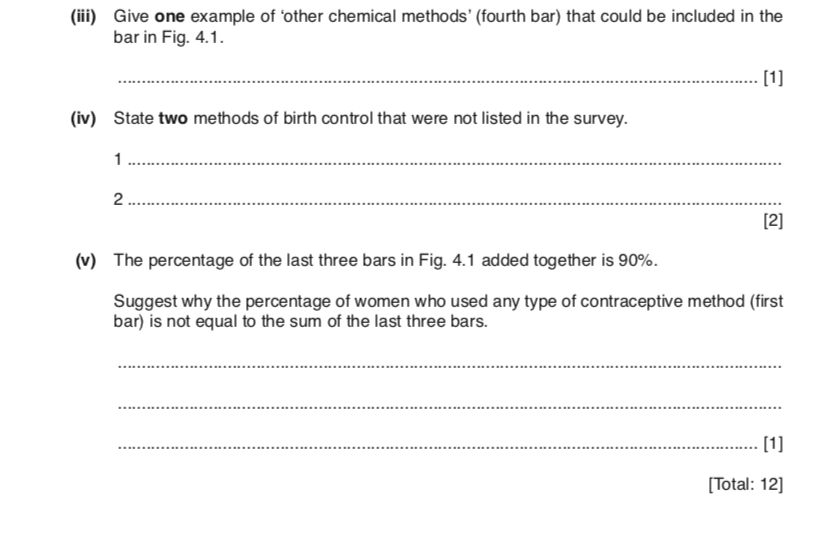 (iii) Give one example of ‘other chemical methods’ (fourth bar) that could be included in the
bar in Fig. 4.1.
[1]
(iv) State two methods of birth control that were not listed in the survey.
1
2
[2]
(v) The percentage of the last three bars in Fig. 4.1 added together is 90%.
Suggest why the percentage of women who used any type of contraceptive method (first
bar) is not equal to the sum of the last three bars.
[1]
[Total: 12]